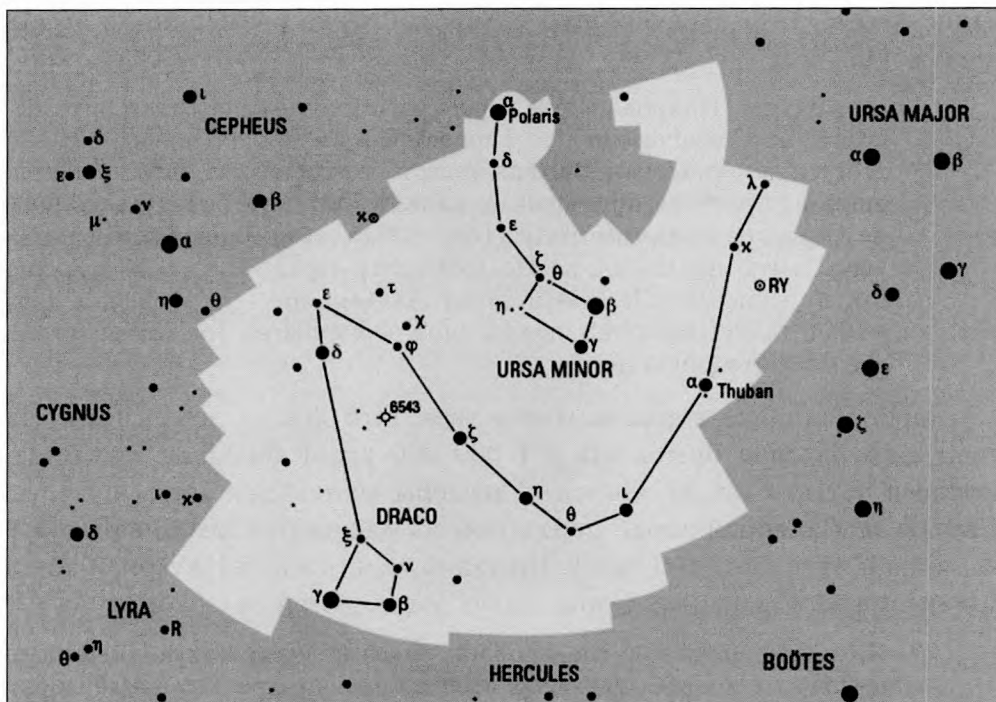 α
Polaris
ι
CEPHEUS
URSA MAJOR
δ
δ
α
β
ε
ξ
λ
β
μ
ν
ϰ
ε
α
ϰ
ζ
θ
γ
RY
τ
δ
η
θ
ε
η
β
χ
φ
γ
δ
URSA MINOR
ε
α
Thuban
CYGNUS
6543
ζ
ζ
ι
ϰ
η
ι
η
DRACO
θ
δ
ξ
ν
LYRA
γ
β
R
η
θ
HERCULES
BOÖTES